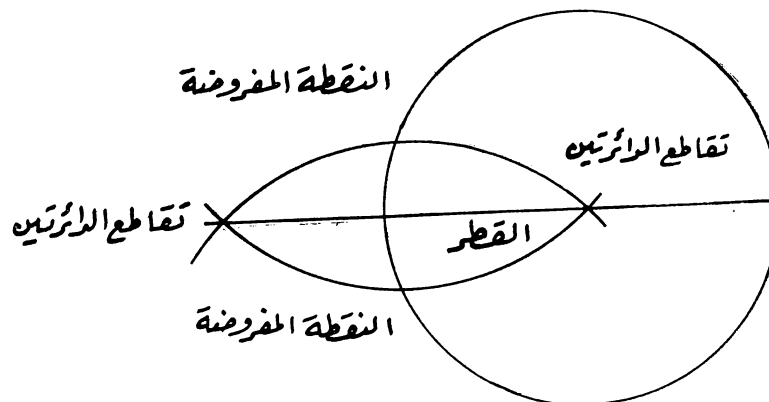 النقطة المفروضة
تقاطع الدائرتين
تقاطع الدائرتين
القطر
النقطة المفروضة